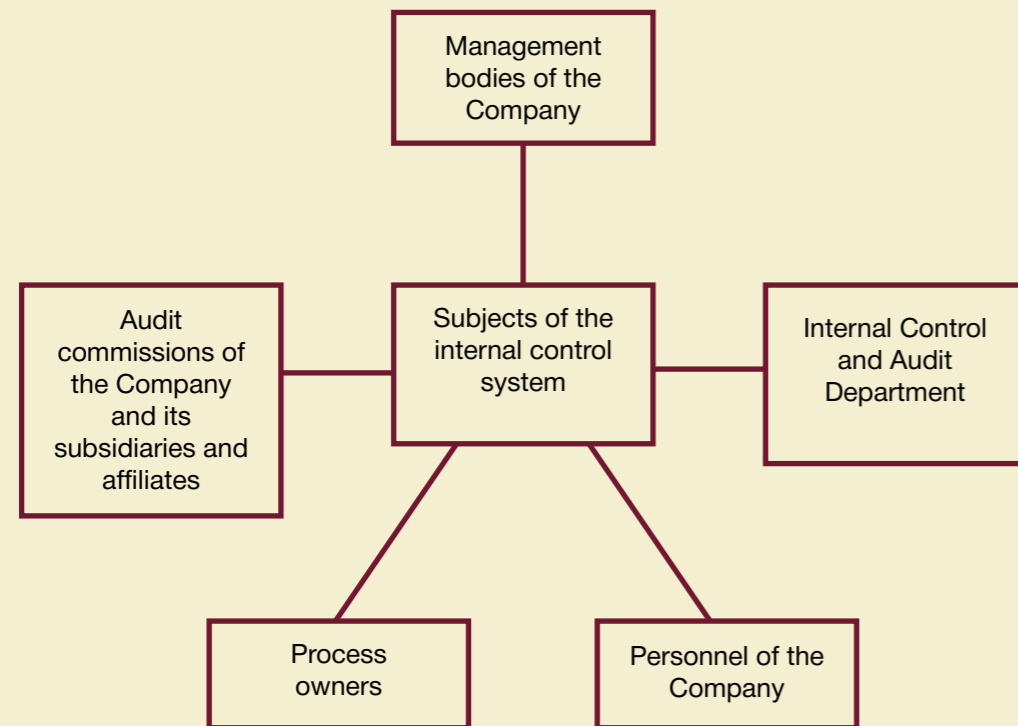 Management
bodies of the
Company
Audit
commissions of
the Company
and its
subsidiaries and
affiliates
Subjects of the
internal control
system
Internal Control
and Audit
Department
Process
owners
Personnel of the
Company